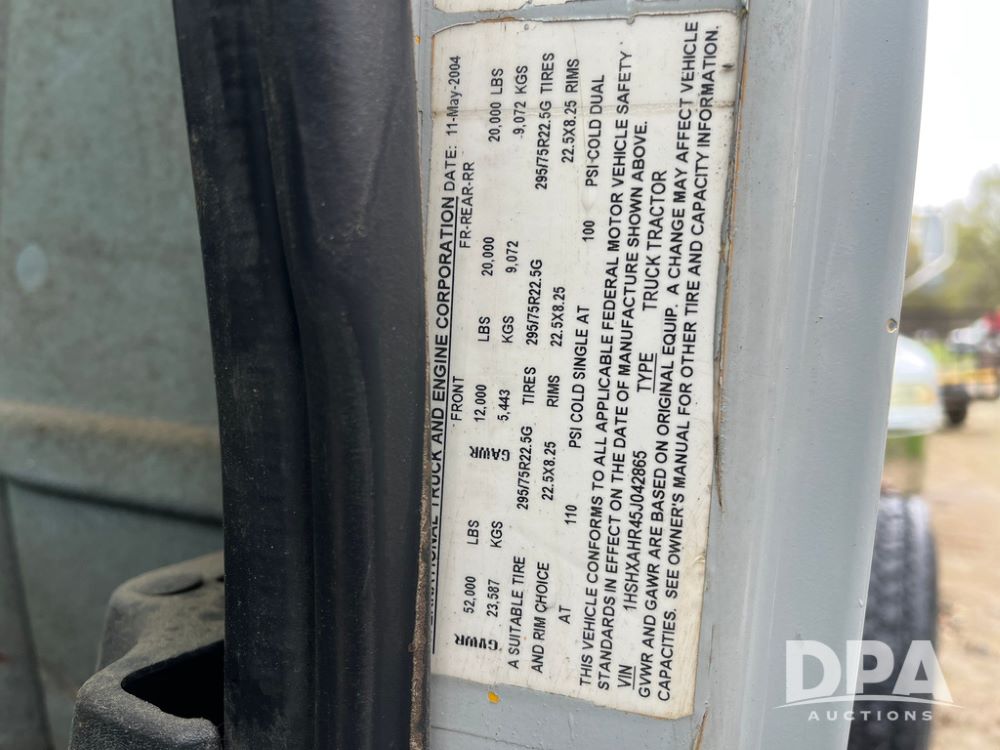 TRUCK AND ENGINE CORPORATION DATE: 11-May-2004
FRONT FR-REAR-RR
GVWR 52,000 LBS GAWR 12,000 LBS 20,000 20,000 LBS
23,587 KGS 5,443 KGS 9,072 9,072 KGS
A SUITABLE TIRE 295/75R22.5G TIRES 295/75R22.5G 295/75R22.5G TIRES
AND RIM CHOICE 22.5X8.25 RIMS 22.5X8.25 22.5X8.25 RIMS
AT 110 PSI COLD SINGLE AT 100 PSI COLD DUAL
THIS VEHICLE CONFORMS TO ALL APPLICABLE FEDERAL MOTOR VEHICLE SAFETY
STANDARDS IN EFFECT ON THE DATE OF MANUFACTURE SHOWN ABOVE.
VIN 1HSHXAHR45J042865 TYPE TRUCK TRACTOR
GVWR AND GAWR ARE BASED ON ORIGINAL EQUIP. A CHANGE MAY AFFECT VEHICLE
CAPACITIES. SEE OWNER'S MANUAL FOR OTHER TIRE AND CAPACITY INFORMATION.
DPA
AUCTIONS